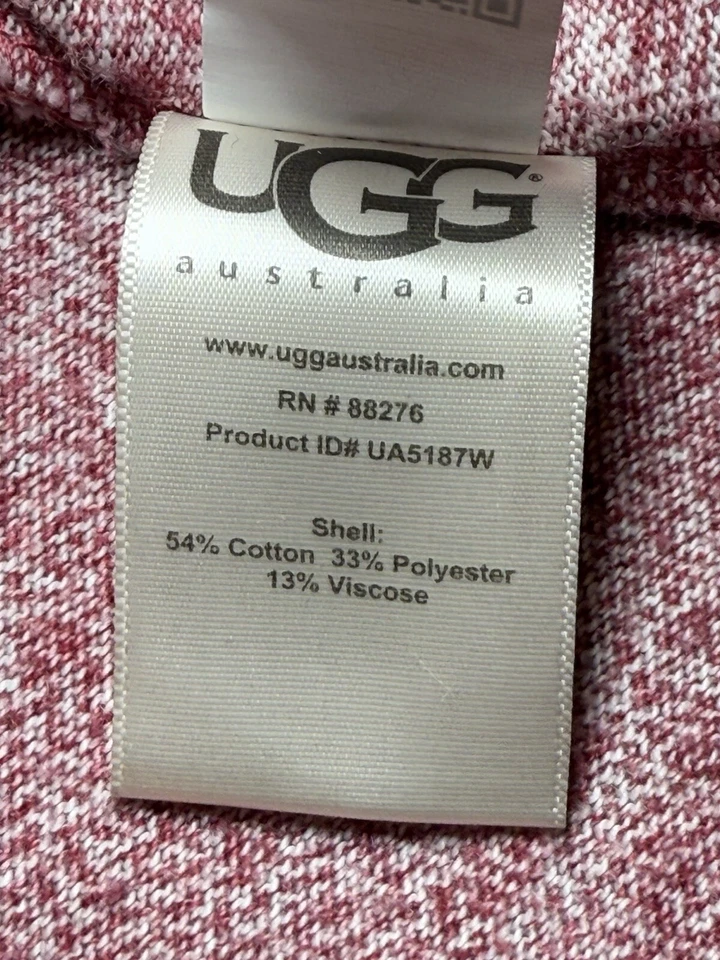 UGG®
australia
www.uggaustralia.com
RN # 88276
Product ID# UA5187W
Shell:
54% Cotton 33% Polyester
13% Viscose